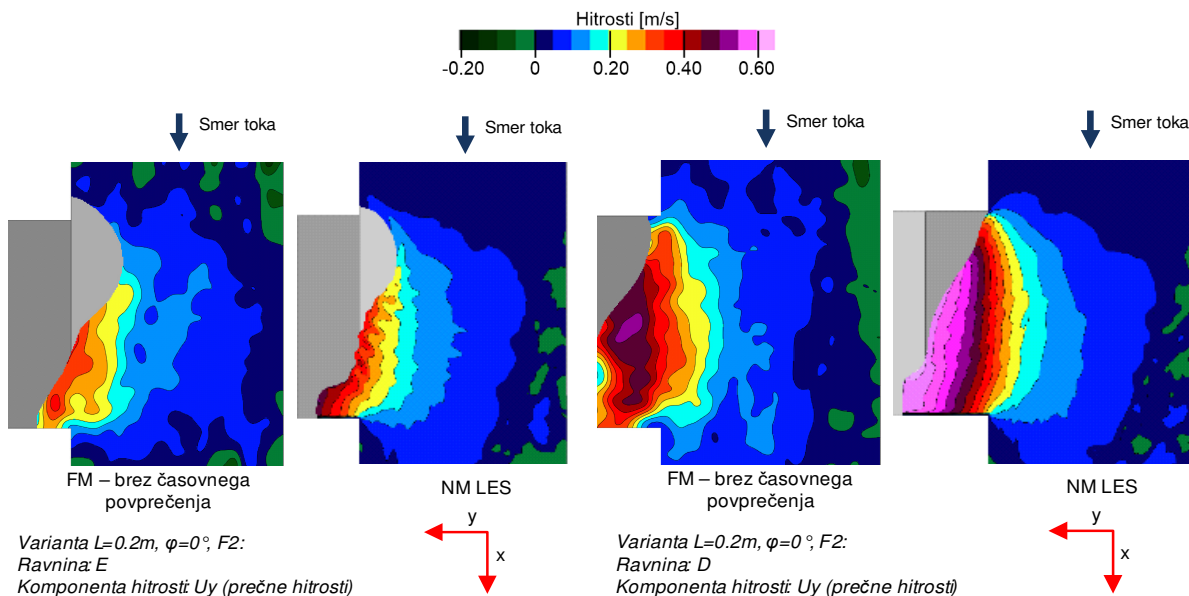 Hitrosti [m/s]
-0.20 0 0.20 0.40 0.60
Smer toka
Smer toka
Smer toka
Smer toka
FM – brez časovnega
povprečenja
NM LES
y
x
Varianta L=0.2m, φ=0°, F2:
Ravnina: E
Komponenta hitrosti: Uy (prečne hitrosti)
FM – brez časovnega
povprečenja
NM LES
y
x
Varianta L=0.2m, φ=0°, F2:
Ravnina: D
Komponenta hitrosti: Uy (prečne hitrosti)